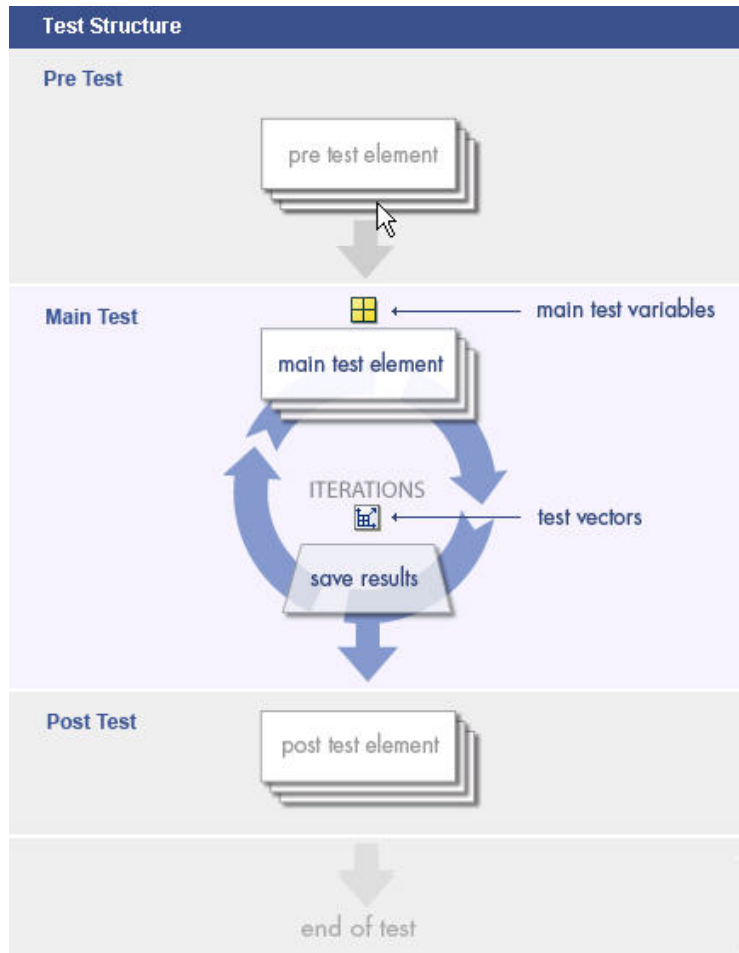 Test Structure
Pre Test
pre test element
Main Test
main test variables
main test element
ITERATIONS
test vectors
save results
Post Test
post test element
end of test